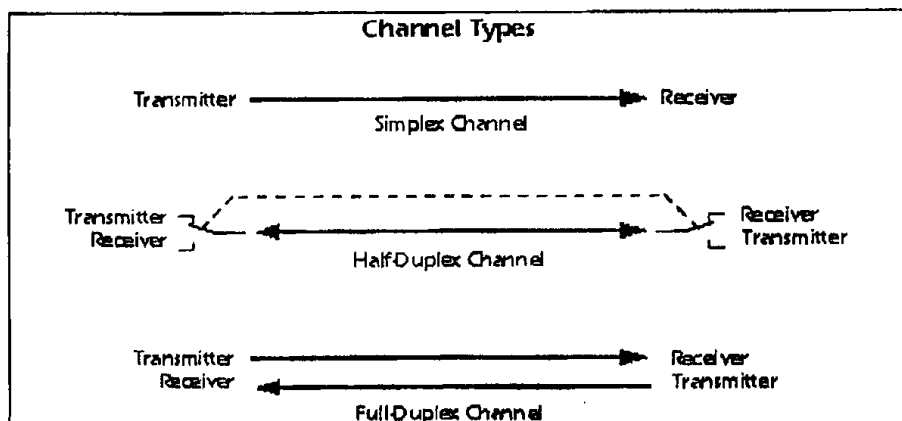 Channel Types
Transmitter Receiver
Simplex Channel
Transmitter Receiver
Receiver Transmitter
Half-Duplex Channel
Transmitter Receiver
Receiver Transmitter
Full-Duplex Channel